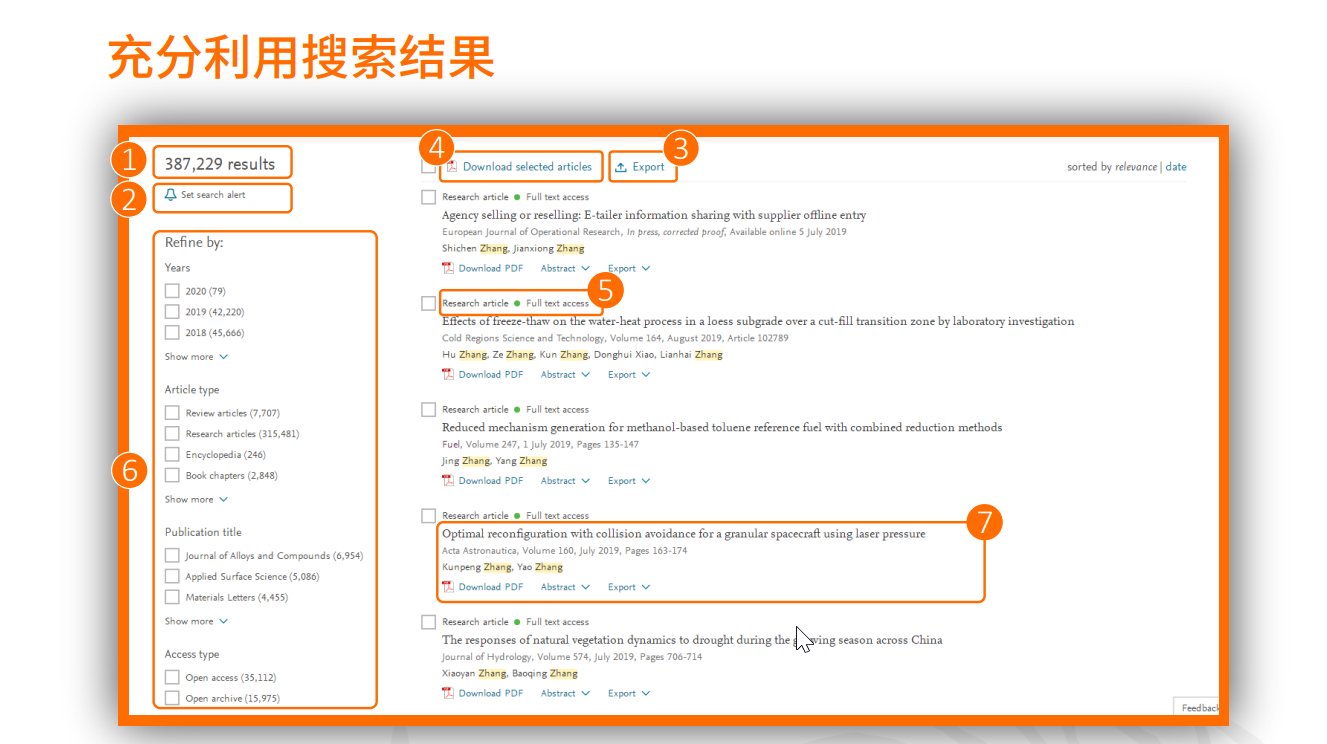 充分利用搜索结果
1
387,229 results
2
Set search alert
6
Refine by:
Years
2020 (79)
2019 (42,220)
2018 (45,666)
Show more
Article type
Review articles (7,707)
Research articles (315,481)
Encyclopedia (246)
Book chapters (2,848)
Show more
Publication title
Journal of Alloys and Compounds (6,954)
Applied Surface Science (5,086)
Materials Letters (4,455)
Show more
Access type
Open access (35,112)
Open archive (15,975)
4
3
Download selected articles Export sorted by relevance | date
Research article Full text access
Agency selling or reselling: E-tailer information sharing with supplier offline entry
European Journal of Operational Research, In press, corrected proof, Available online 5 July 2019
Shichen Zhang, Jianxiong Zhang
Download PDF Abstract Export
5
Research article Full text access
Effects of freeze-thaw on the water-heat process in a loess subgrade over a cut-fill transition zone by laboratory investigation
Cold Regions Science and Technology, Volume 164, August 2019, Article 102789
Hu Zhang, Ze Zhang, Kun Zhang, Donghui Xiao, Lianhai Zhang
Download PDF Abstract Export
Research article Full text access
Reduced mechanism generation for methanol-based toluene reference fuel with combined reduction methods
Fuel, Volume 247, 1 July 2019, Pages 135-147
Jing Zhang, Yang Zhang
Download PDF Abstract Export
Research article Full text access
7
Optimal reconfiguration with collision avoidance for a granular spacecraft using laser pressure
Acta Astronautica, Volume 160, July 2019, Pages 163-174
Kunpeng Zhang, Yao Zhang
Download PDF Abstract Export
Research article Full text access
The responses of natural vegetation dynamics to drought during the growing season across China
Journal of Hydrology, Volume 574, July 2019, Pages 706-714
Xiaoyan Zhang, Baoqing Zhang
Download PDF Abstract Export
Feedback